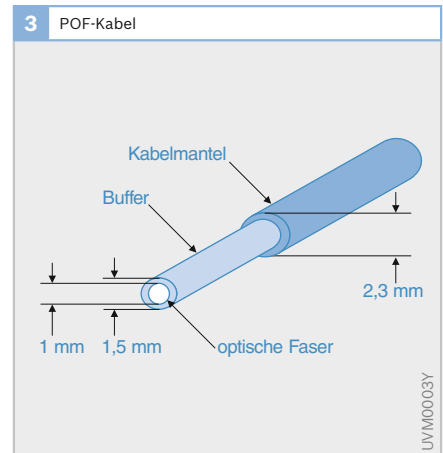 3 POF-Kabel
Kabelmantel
Buffer
2,3 mm
1 mm 1,5 mm optische Faser
UVM0003Y